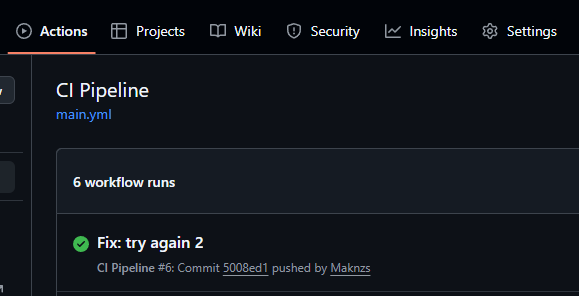 Actions Projects Wiki Security Insights Settings
CI Pipeline
main.yml
6 workflow runs
Fix: try again 2
CI Pipeline #6: Commit 5008ed1 pushed by Maknzs